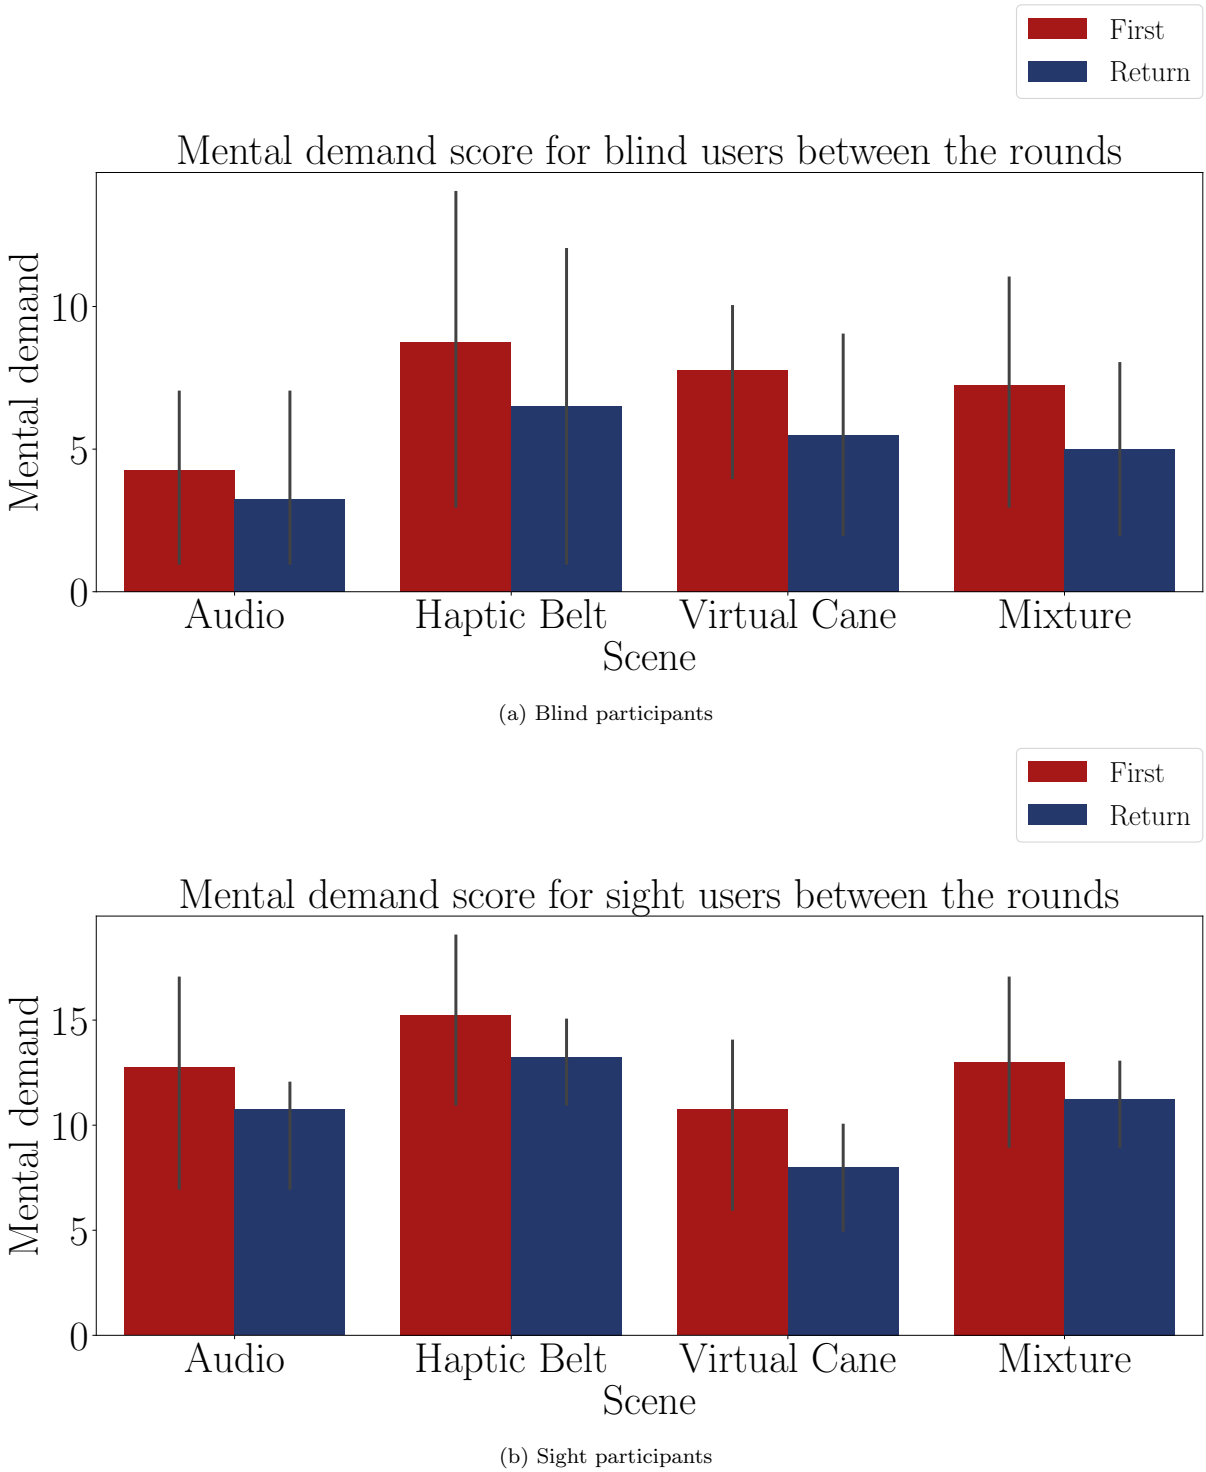 First
Return
Mental demand score for blind users between the rounds
Mental demand
10
5
0
Audio
Haptic Belt
Virtual Cane
Mixture
Scene
(a) Blind participants
First
Return
Mental demand score for sight users between the rounds
Mental demand
15
10
5
0
Audio
Haptic Belt
Virtual Cane
Mixture
Scene
(b) Sight participants